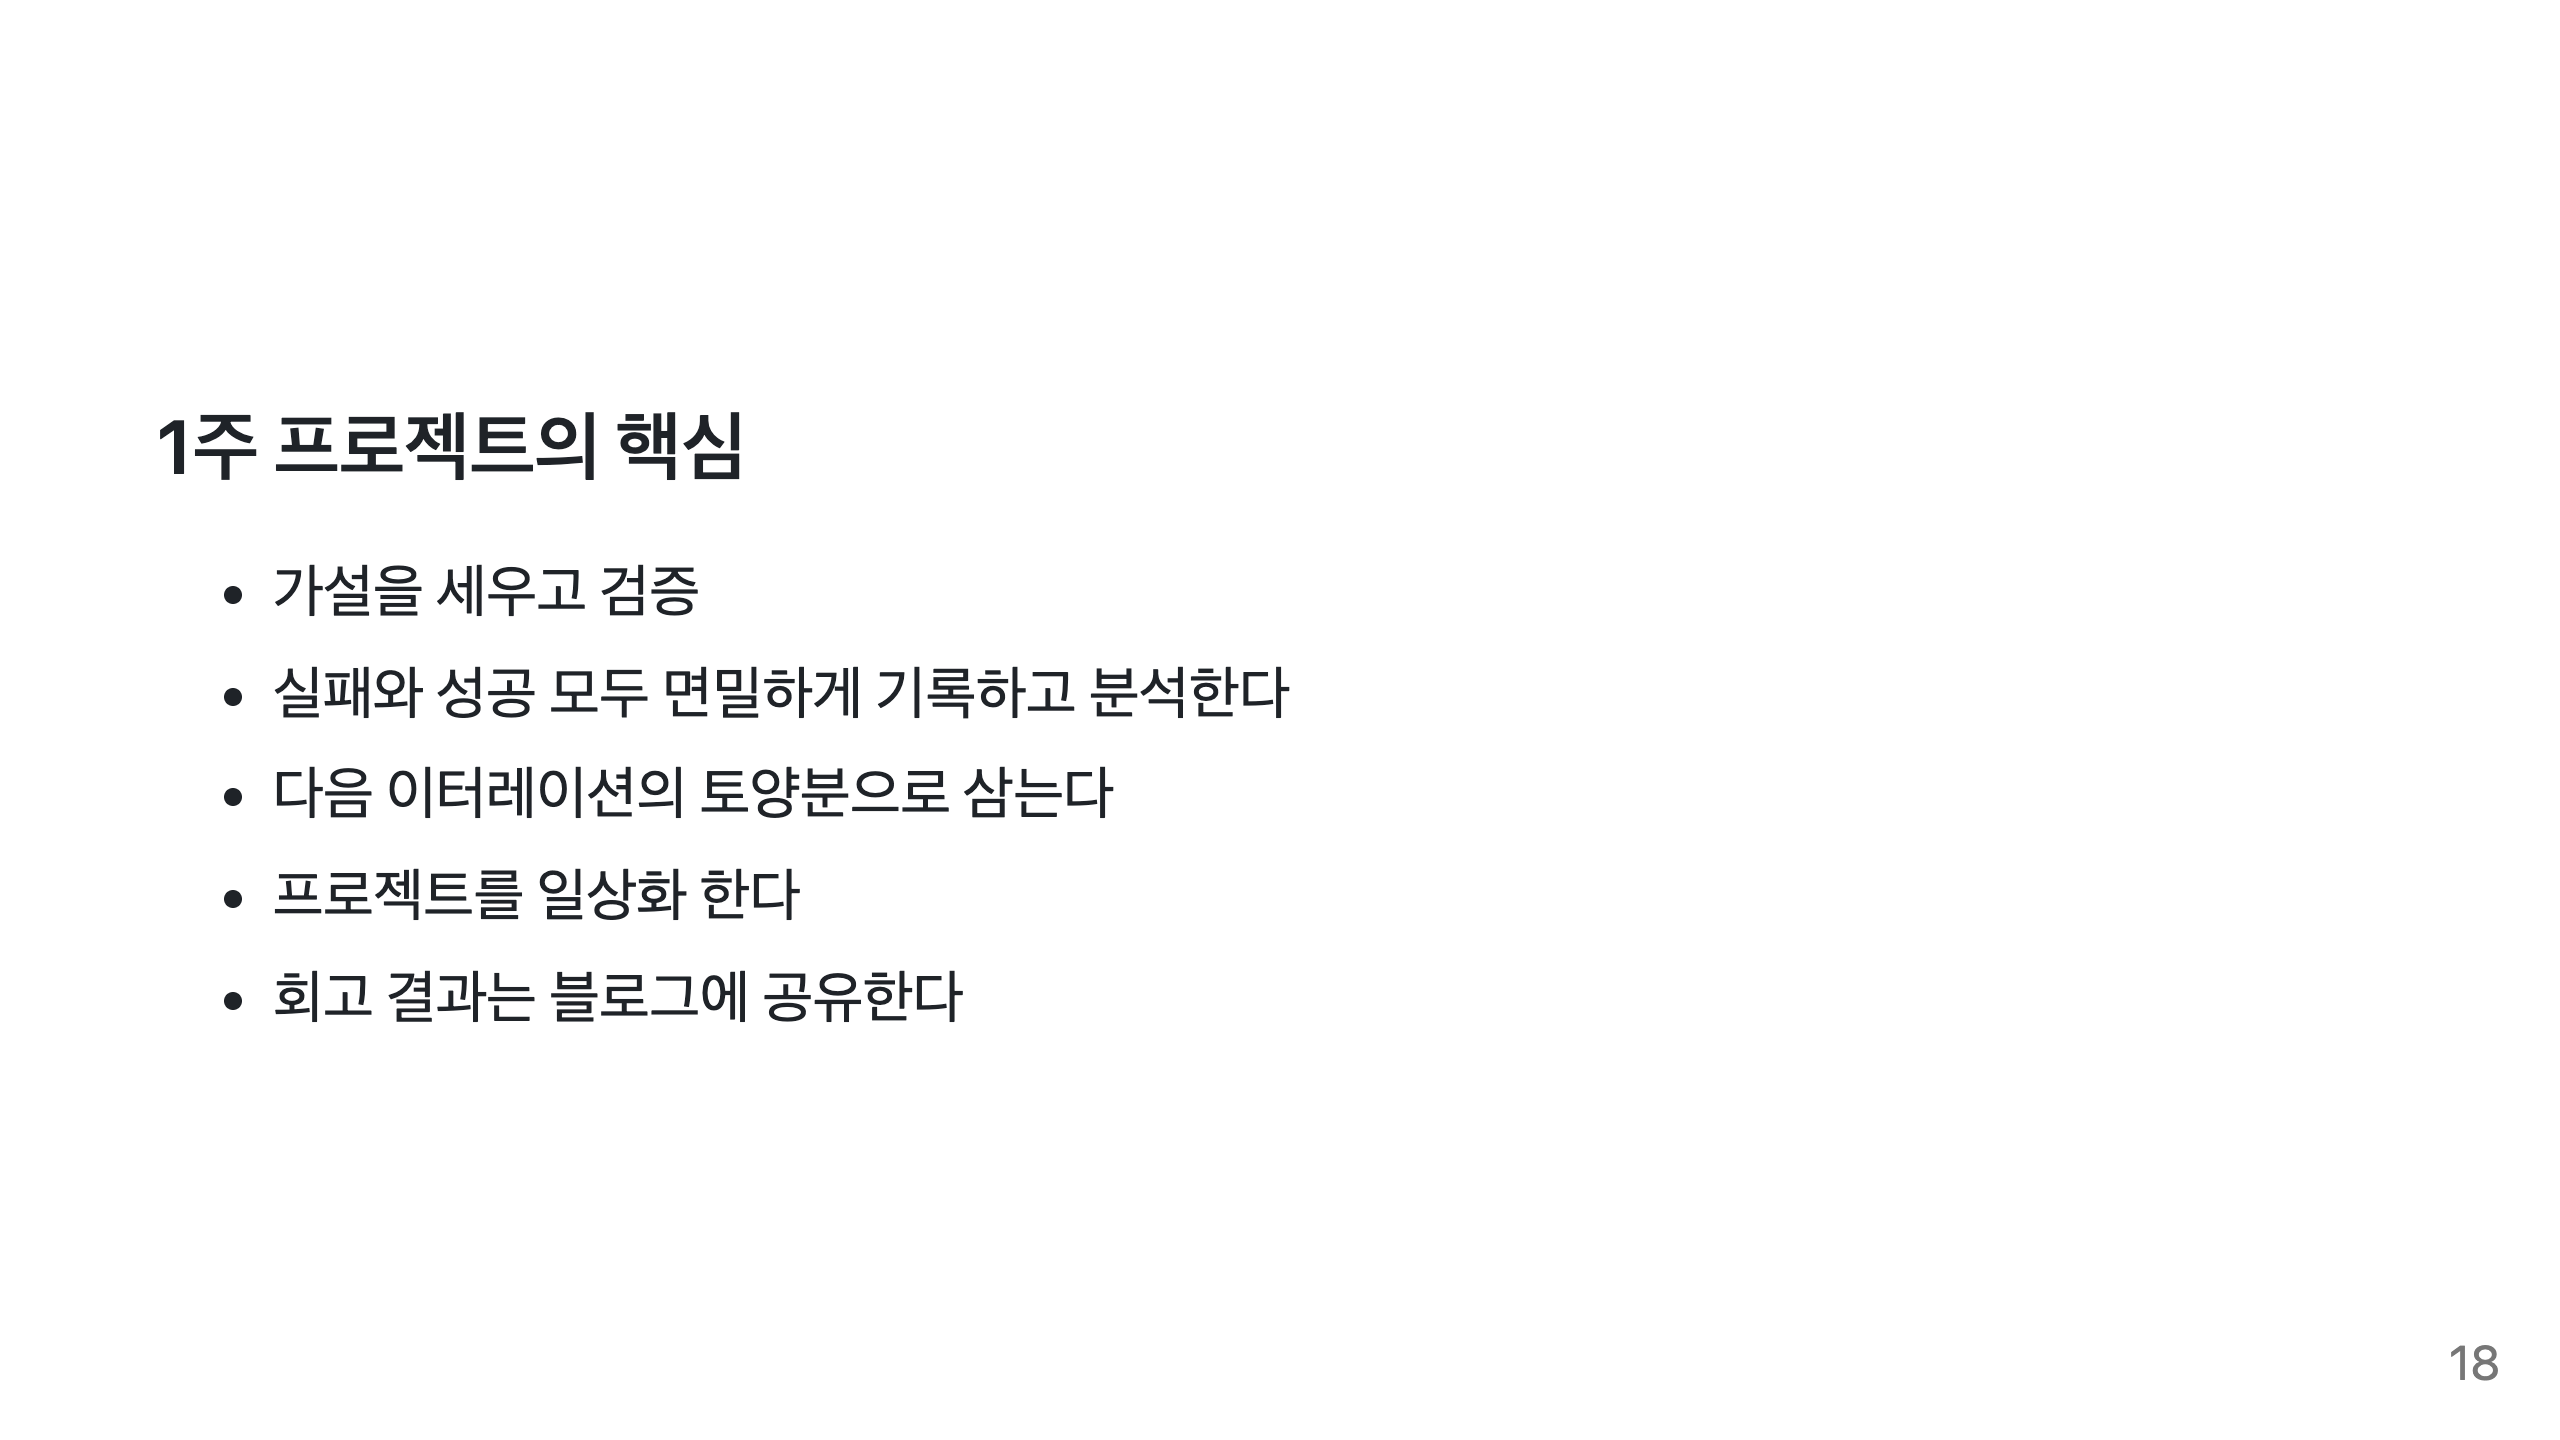 1주 프로젝트의 핵심
• 가설을 세우고 검증
• 실패와 성공 모두 면밀하게 기록하고 분석한다
• 다음 이터레이션의 토양분으로 삼는다
• 프로젝트를 일상화 한다
• 회고 결과는 블로그에 공유한다
18